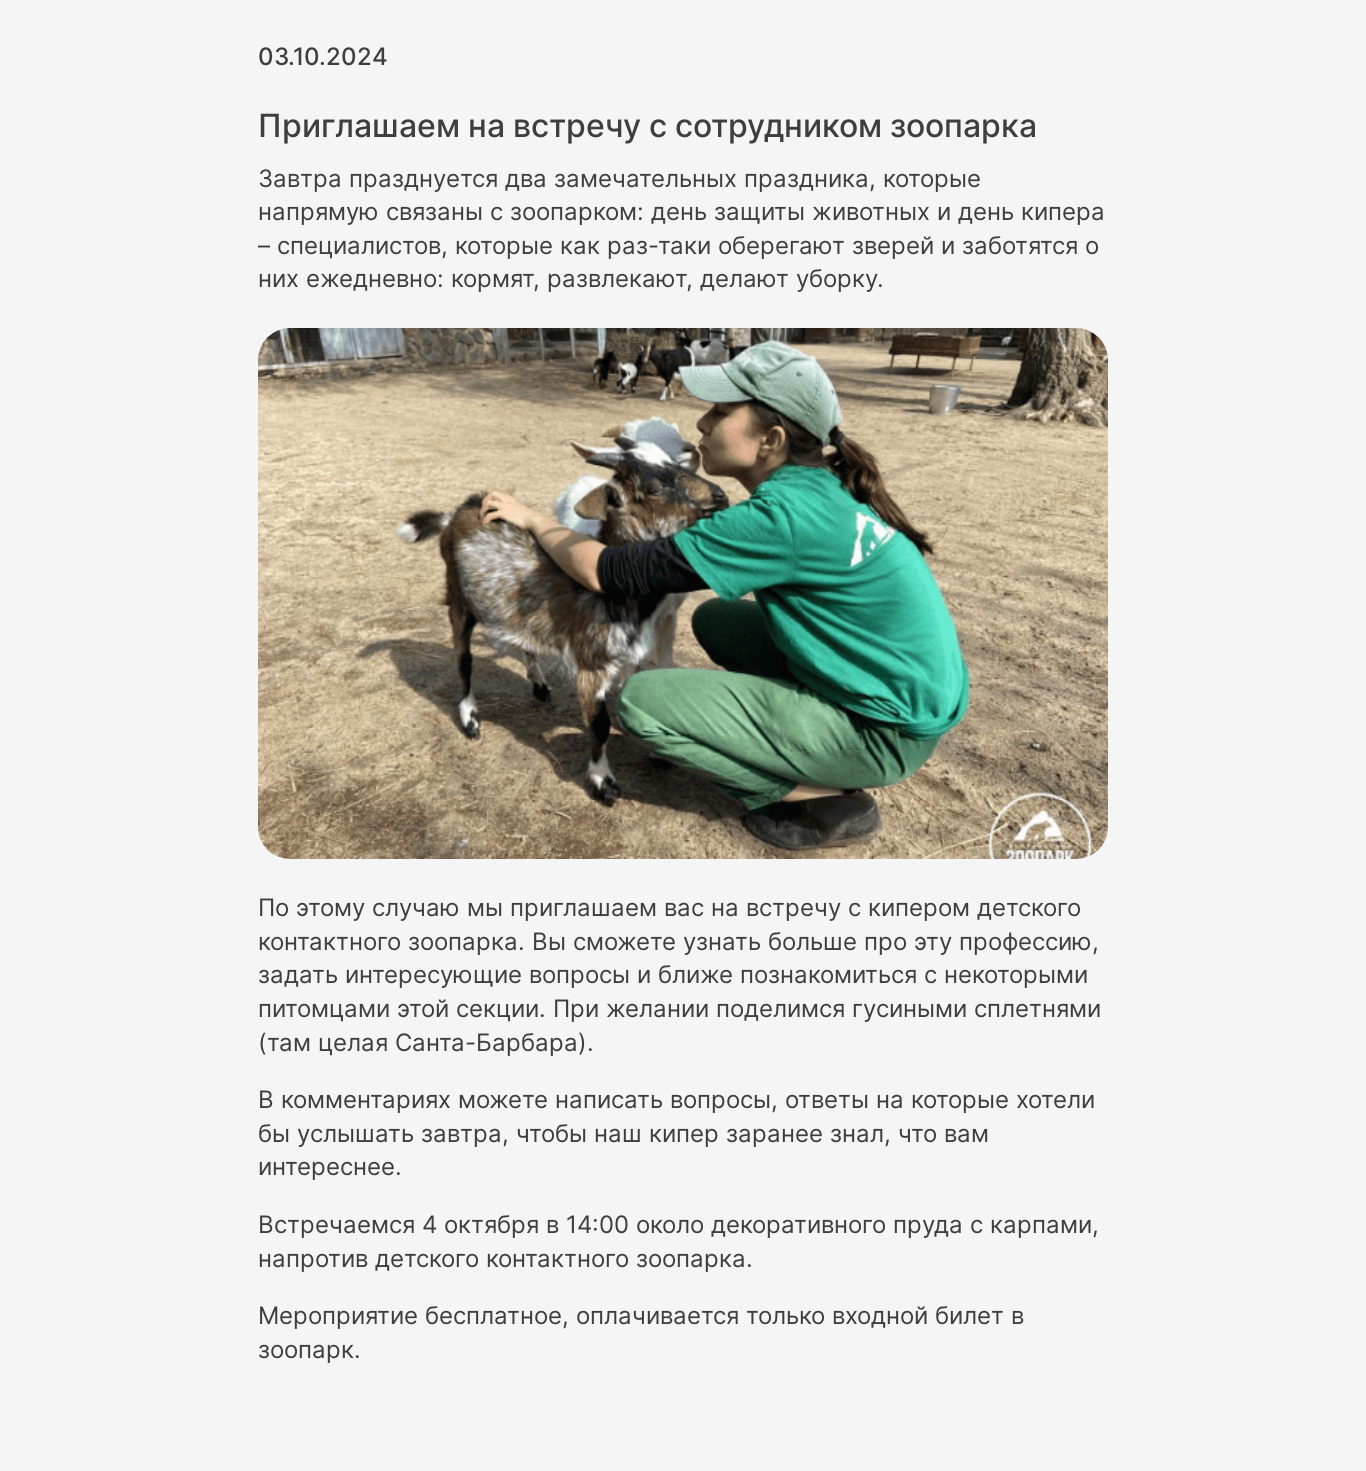 03.10.2024
Приглашаем на встречу с сотрудником зоопарка
Завтра празднуется два замечательных праздника, которые
напрямую связаны с зоопарком: день защиты животных и день кипера
– специалистов, которые как раз-таки оберегают зверей и заботятся о
них ежедневно: кормят, развлекают, делают уборку.
ЗООПАРК
По этому случаю мы приглашаем вас на встречу с кипером детского
контактного зоопарка. Вы сможете узнать больше про эту профессию,
задать интересующие вопросы и ближе познакомиться с некоторыми
питомцами этой секции. При желании поделимся гусиными сплетнями
(там целая Санта-Барбара).
В комментариях можете написать вопросы, ответы на которые хотели
бы услышать завтра, чтобы наш кипер заранее знал, что вам
интереснее.
Встречаемся 4 октября в 14:00 около декоративного пруда с карпами,
напротив детского контактного зоопарка.
Мероприятие бесплатное, оплачивается только входной билет в
зоопарк.